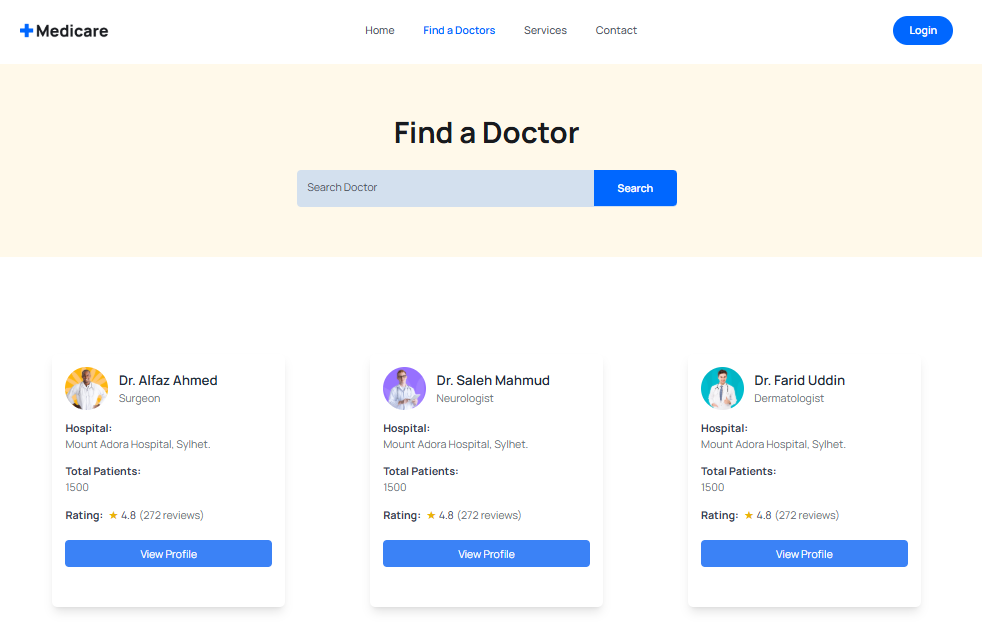 Medicare
Home
Find a Doctors
Services
Contact
Login
Find a Doctor
Search Doctor
Search
Dr. Alfaz Ahmed
Surgeon
Hospital:
Mount Adora Hospital, Sylhet.
Total Patients:
1500
Rating: ★ 4.8 (272 reviews)
View Profile
Dr. Saleh Mahmud
Neurologist
Hospital:
Mount Adora Hospital, Sylhet.
Total Patients:
1500
Rating: ★ 4.8 (272 reviews)
View Profile
Dr. Farid Uddin
Dermatologist
Hospital:
Mount Adora Hospital, Sylhet.
Total Patients:
1500
Rating: ★ 4.8 (272 reviews)
View Profile